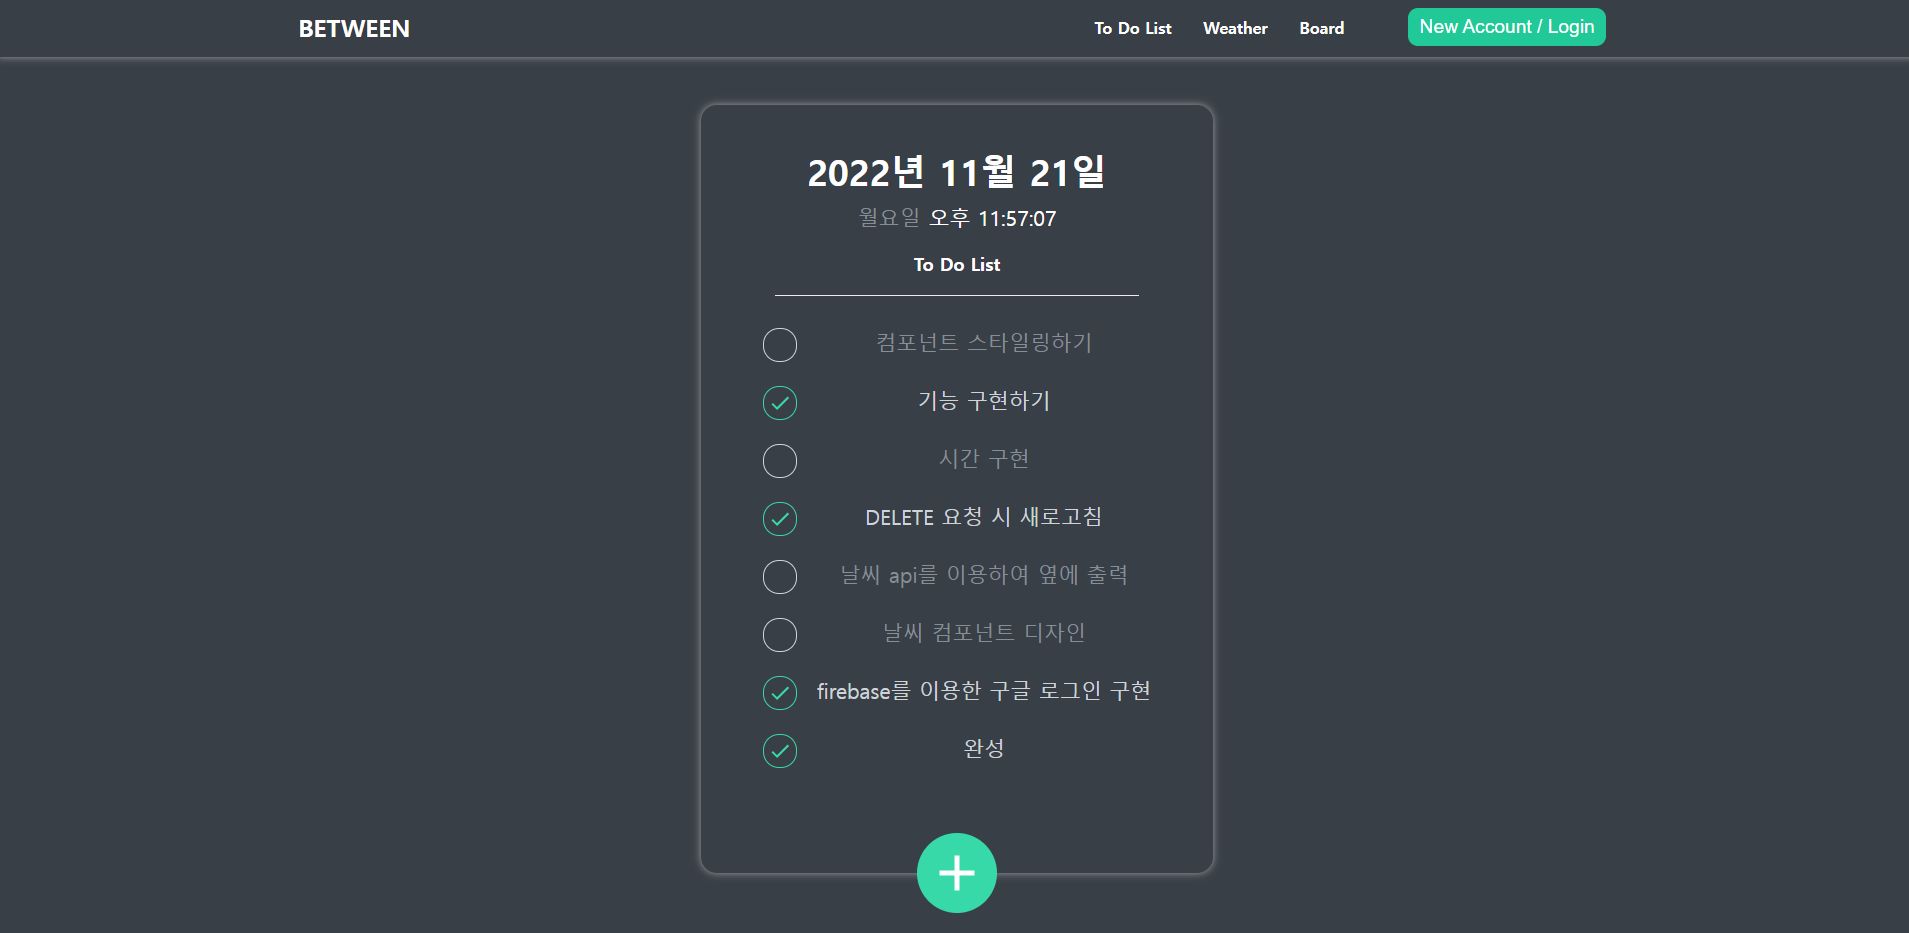 BETWEEN To Do List Weather Board New Account / Login
2022년 11월 21일
월요일 오후 11:57:07
To Do List
컴포넌트 스타일링하기
기능 구현하기
시간 구현
DELETE 요청 시 새로고침
날씨 api를 이용하여 옆에 출력
날씨 컴포넌트 디자인
firebase를 이용한 구글 로그인 구현
완성